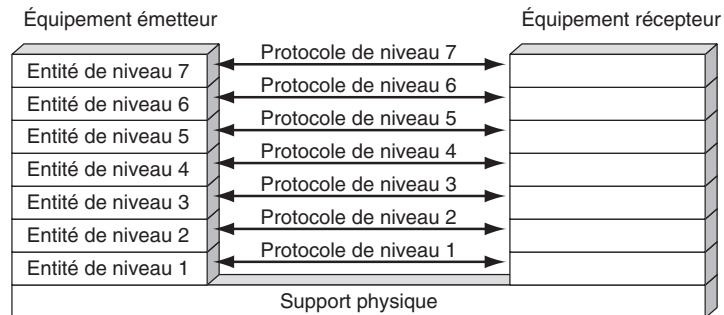 Équipement émetteur
Équipement récepteur
Protocole de niveau 7
Entité de niveau 7
Protocole de niveau 6
Entité de niveau 6
Protocole de niveau 5
Entité de niveau 5
Protocole de niveau 4
Entité de niveau 4
Protocole de niveau 3
Entité de niveau 3
Protocole de niveau 2
Entité de niveau 2
Protocole de niveau 1
Entité de niveau 1
Support physique